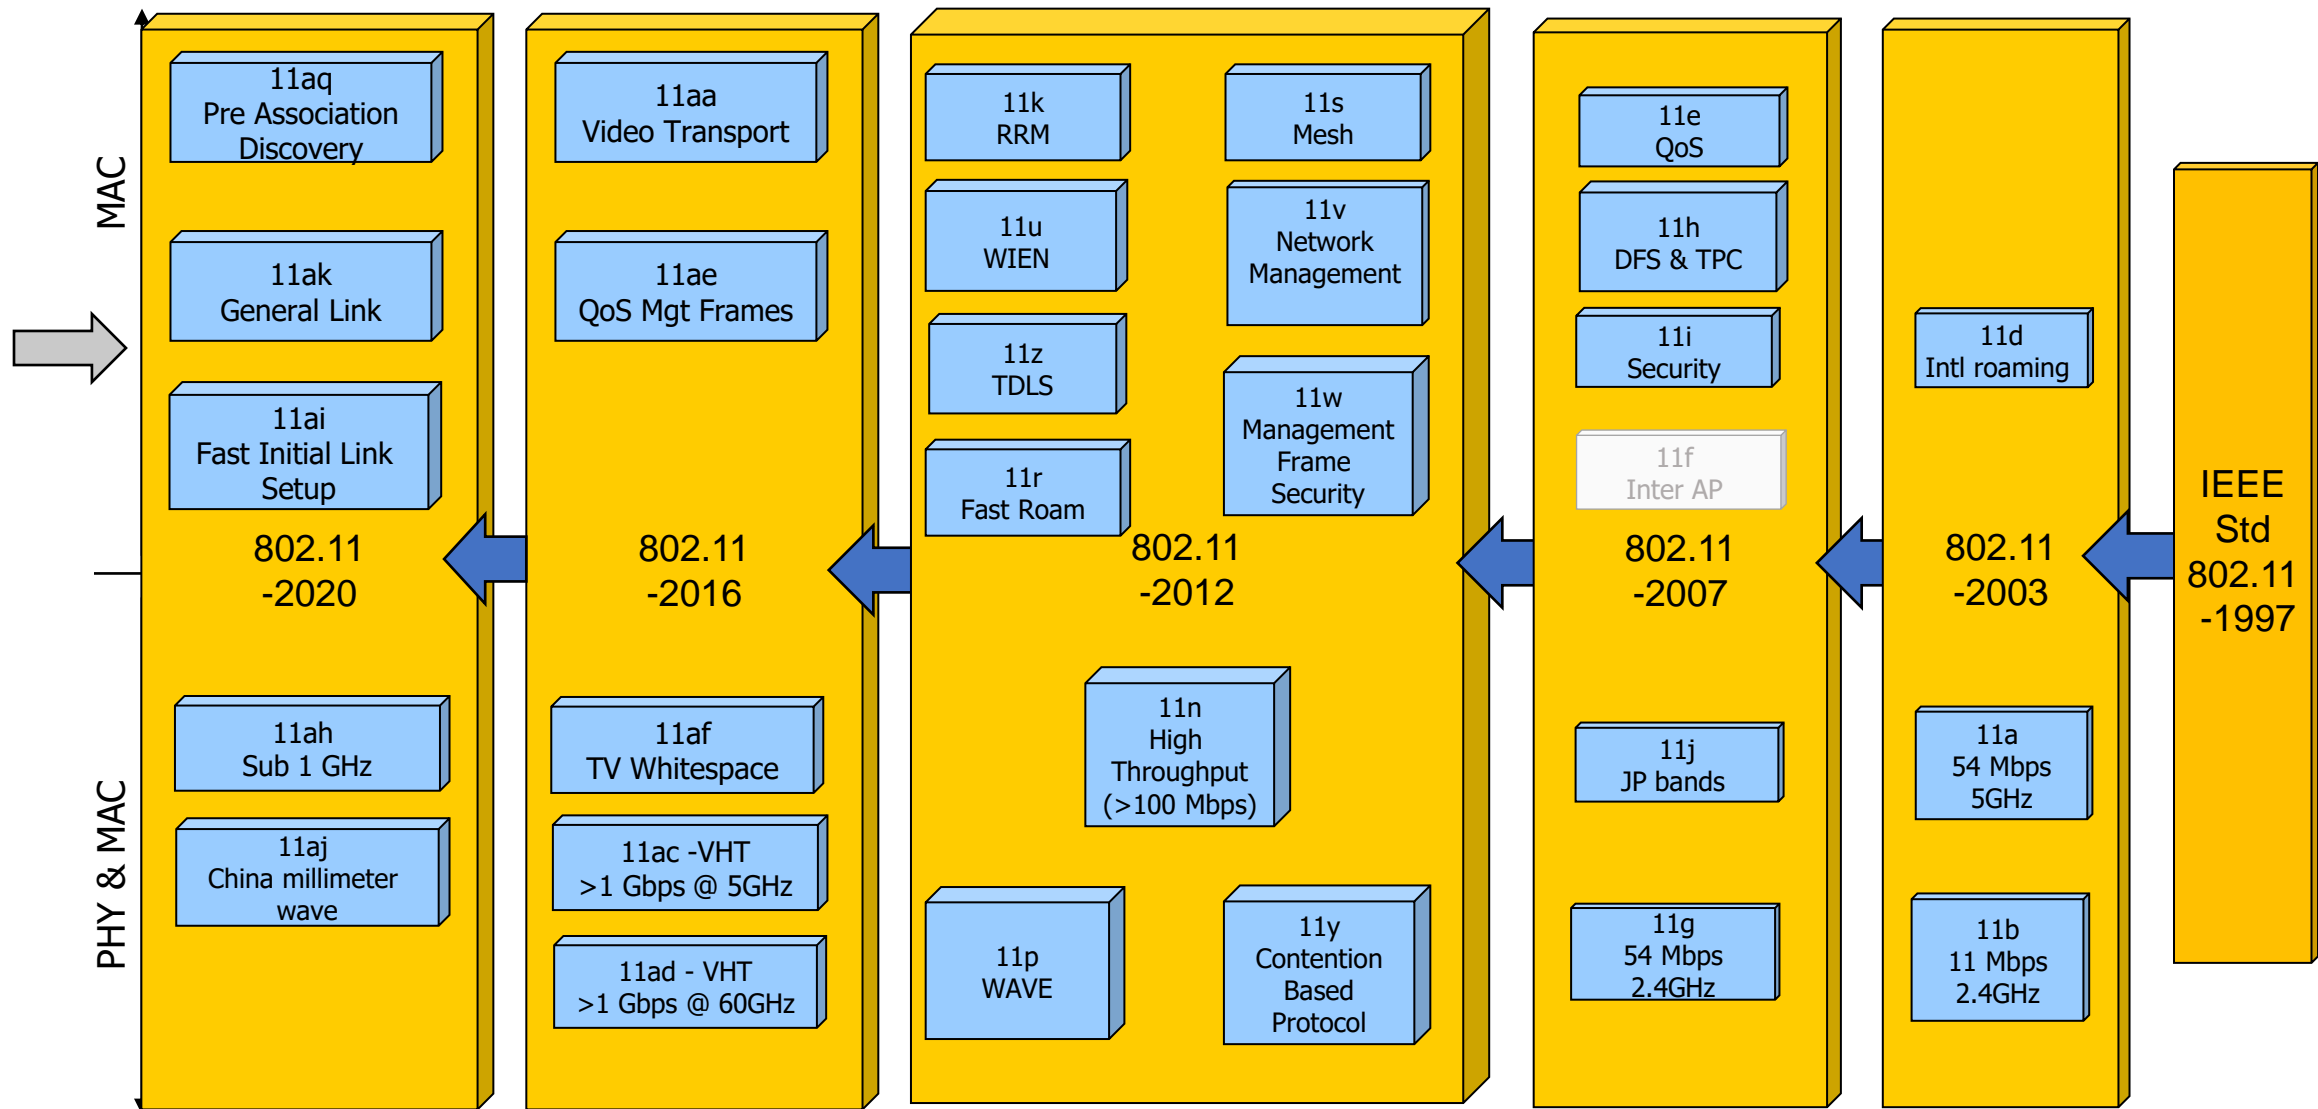 MAC
PHY & MAC
11aq
Pre Association
Discovery
11ak
General Link
11ai
Fast Initial Link
Setup
802.11
-2020
11ah
Sub 1 GHz
11aj
China millimeter
wave
11aa
Video Transport
11ae
QoS Mgt Frames
802.11
-2016
11af
TV Whitespace
11ac -VHT
>1 Gbps @ 5GHz
11ad - VHT
>1 Gbps @ 60GHz
11k
RRM
11s
Mesh
11u
WIEN
11v
Network
Management
11z
TDLS
11w
Management
Frame
Security
11r
Fast Roam
802.11
-2012
11n
High
Throughput
(>100 Mbps)
11p
WAVE
11y
Contention
Based
Protocol
11e
QoS
11h
DFS & TPC
11i
Security
11f
Inter AP
802.11
-2007
11j
JP bands
11g
54 Mbps
2.4GHz
11d
Intl roaming
802.11
-2003
11a
54 Mbps
5GHz
11b
11 Mbps
2.4GHz
IEEE
Std
802.11
-1997